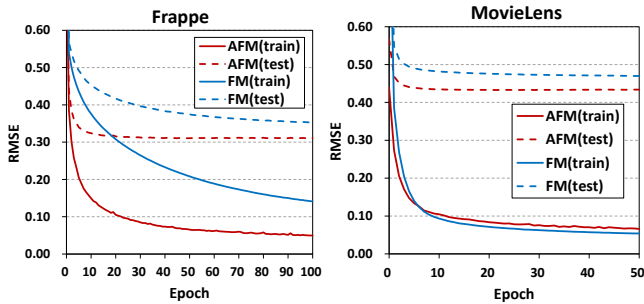 Frappe
RMSE
0.60
0.50
0.40
0.30
0.20
0.10
0.00
AFM(train)
AFM(test)
FM(train)
FM(test)
0 10 20 30 40 50 60 70 80 90 100
Epoch
MovieLens
RMSE
0.60
0.50
0.40
0.30
0.20
0.10
0.00
AFM(train)
AFM(test)
FM(train)
FM(test)
0 10 20 30 40 50
Epoch